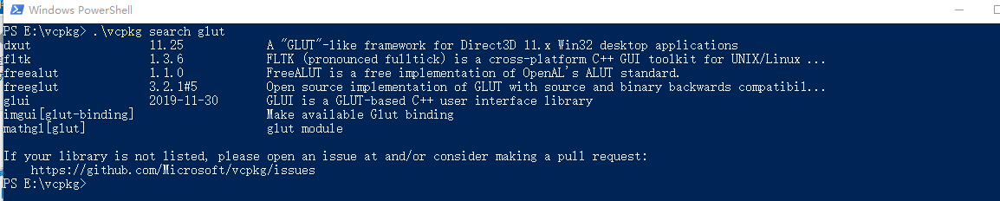 Windows PowerShell
PS E:\vcpkg> .\vcpkg search glut
dxut 11.25 A "GLUT"-like framework for Direct3D 11.x Win32 desktop applications
fltk 1.3.6 FLTK (pronounced fulltick) is a cross-platform C++ GUI toolkit for UNIX/Linux ...
freealut 1.1.0 FreeALUT is a free implementation of OpenAL's ALUT standard.
freeglut 3.2.1#5 Open source implementation of GLUT with source and binary backwards compatibil...
glui 2019-11-30 GLUI is a GLUT-based C++ user interface library
imgui[glut-binding] Make available Glut binding
mathgl[glut] glut module
If your library is not listed, please open an issue at and/or consider making a pull request:
https://github.com/Microsoft/vcpkg/issues
PS E:\vcpkg>